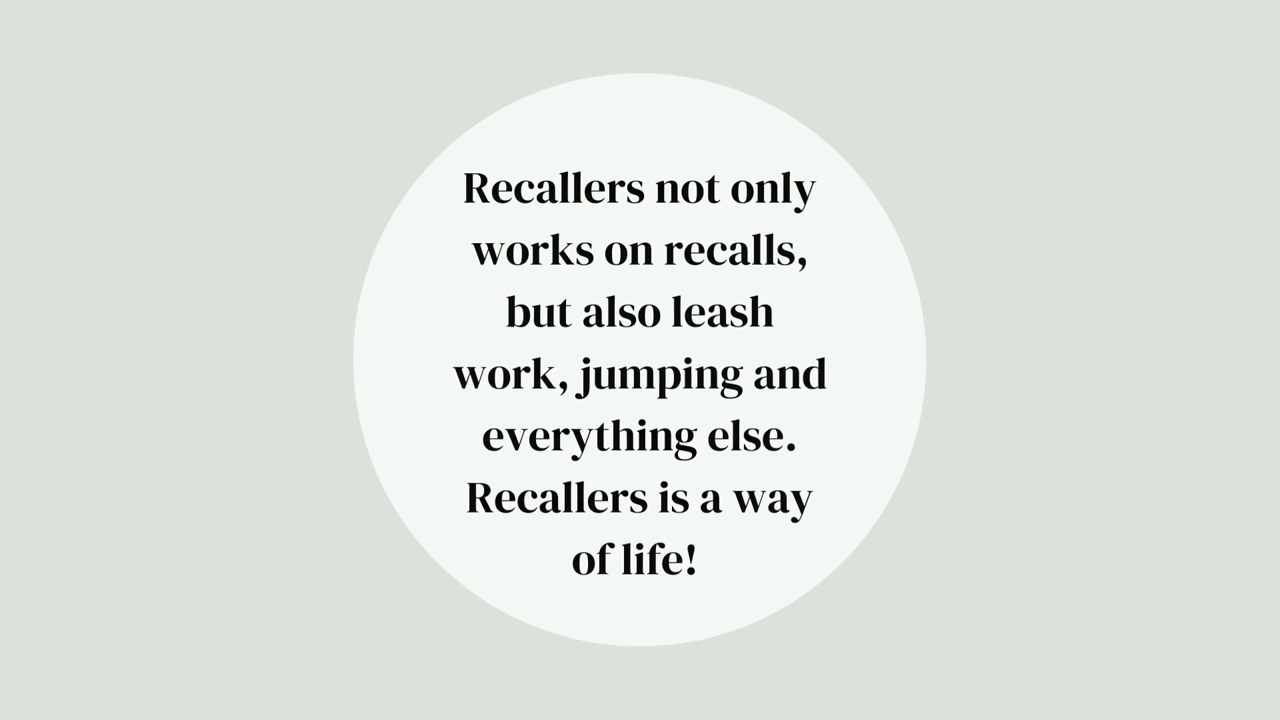 Recallers not only
works on recalls,
but also leash
work, jumping and
everything else.
Recallers is a way
of life!